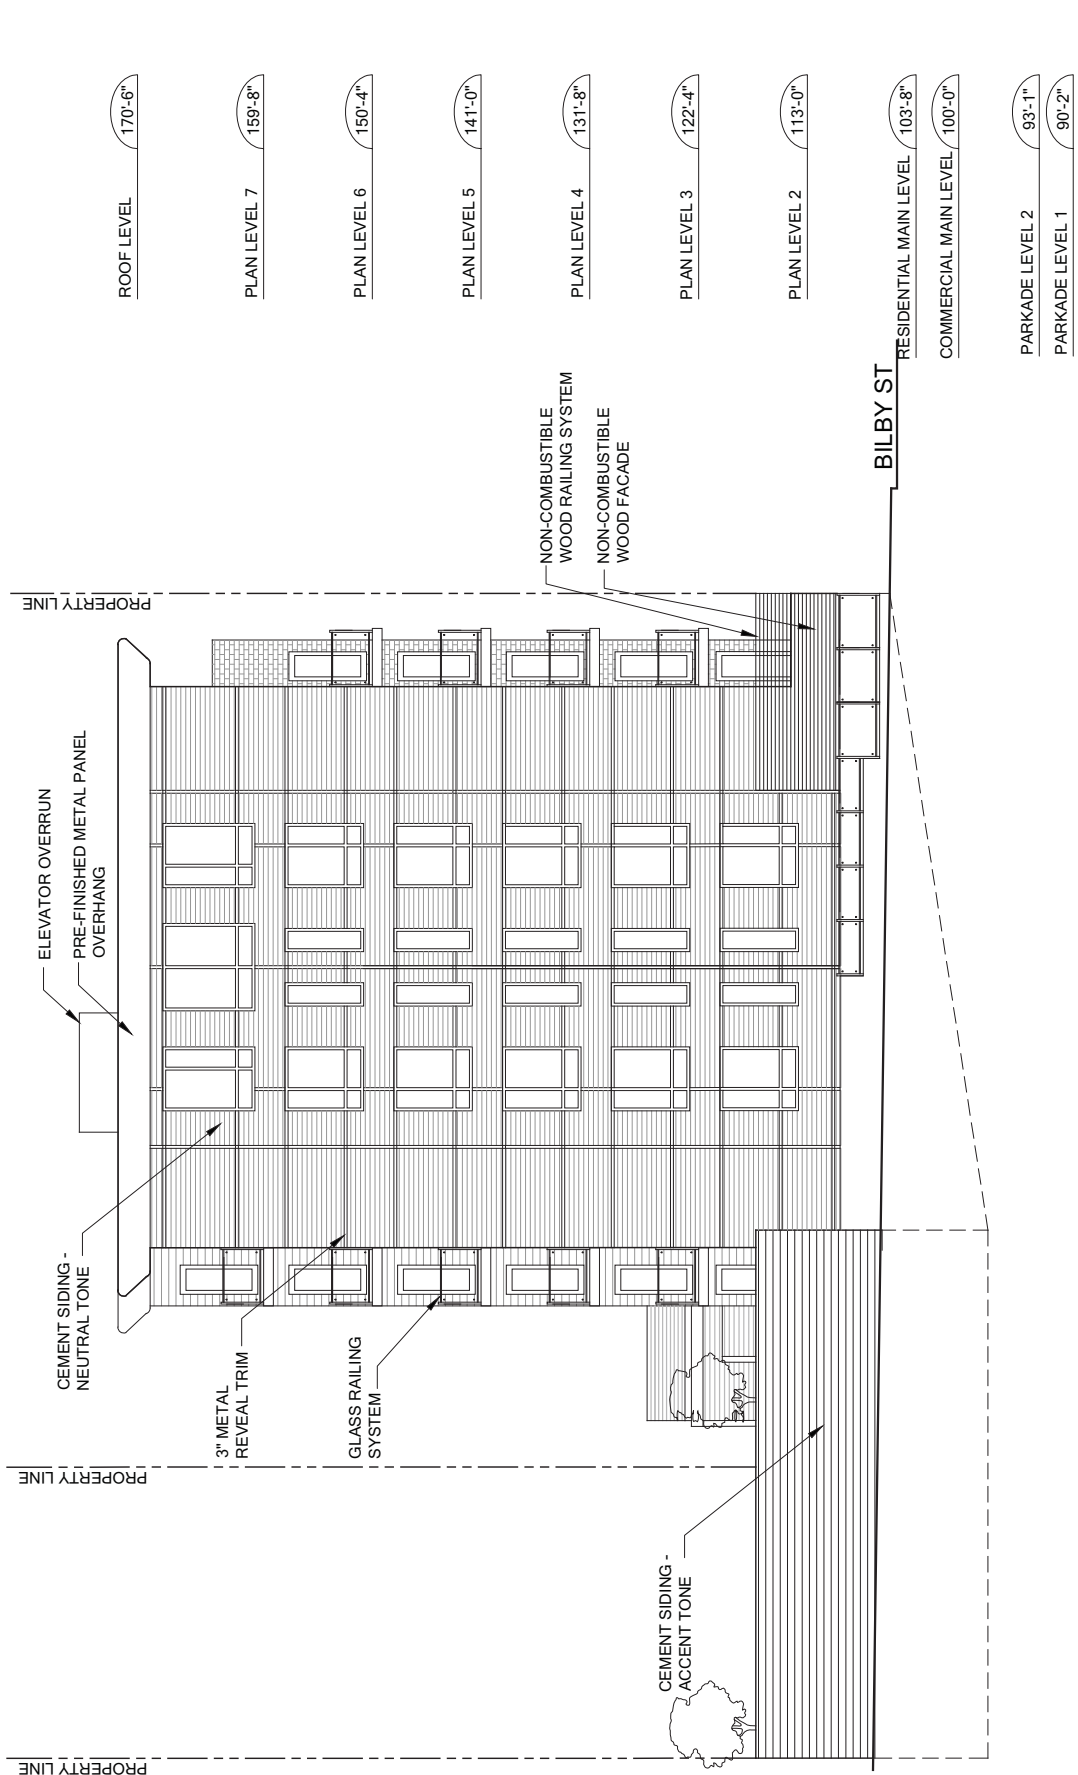 ELEVATOR OVERRUN
PRE-FINISHED METAL PANEL
OVERHANG
CEMENT SIDING -
NEUTRAL TONE
3" METAL
REVEAL TRIM
GLASS RAILING
SYSTEM
CEMENT SIDING -
ACCENT TONE
PROPERTY LINE
PROPERTY LINE
PROPERTY LINE
NON-COMBUSTIBLE
WOOD RAILING SYSTEM
NON-COMBUSTIBLE
WOOD FACADE
BILBY ST
ROOF LEVEL 170'-6"
PLAN LEVEL 7 159'-8"
PLAN LEVEL 6 150'-4"
PLAN LEVEL 5 141'-0"
PLAN LEVEL 4 131'-8"
PLAN LEVEL 3 122'-4"
PLAN LEVEL 2 113'-0"
RESIDENTIAL MAIN LEVEL 103'-8"
COMMERCIAL MAIN LEVEL 100'-0"
PARKADE LEVEL 2 93'-1"
PARKADE LEVEL 1 90'-2"